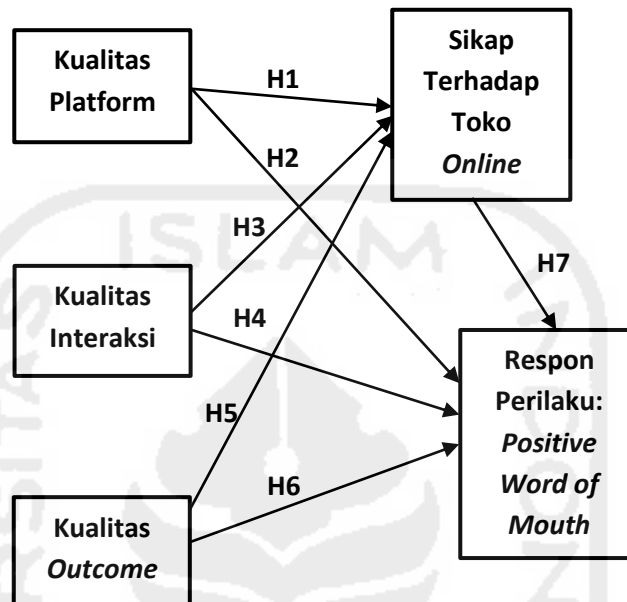 Kualitas
Platform
H1
Sikap
Terhadap
Toko
Online
H2
H3
ISLAM
Kualitas
Interaksi
H4
H7
Respon
Perilaku:
Positive
Word of
Mouth
H5
H6
Kualitas
Outcome